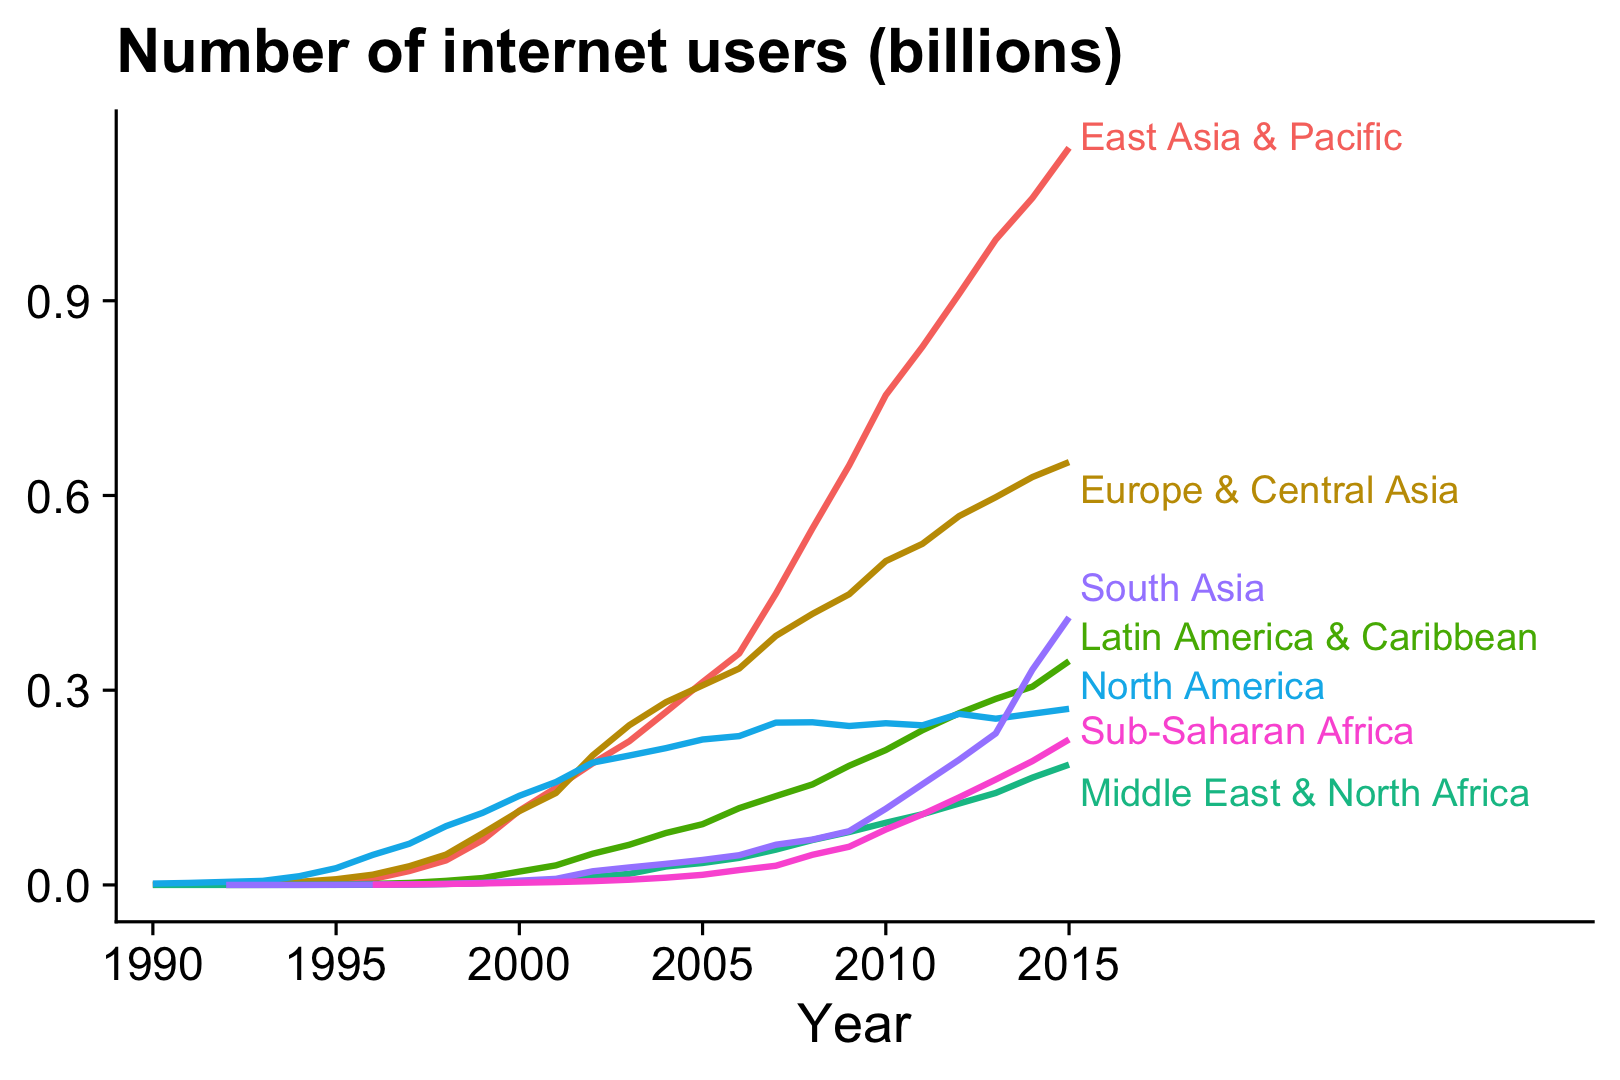 Number of internet users (billions)
East Asia & Pacific
0.9
0.6
Europe & Central Asia
South Asia
Latin America & Caribbean
0.3
North America
Sub-Saharan Africa
Middle East & North Africa
0.0
1990 1995 2000 2005 2010 2015
Year